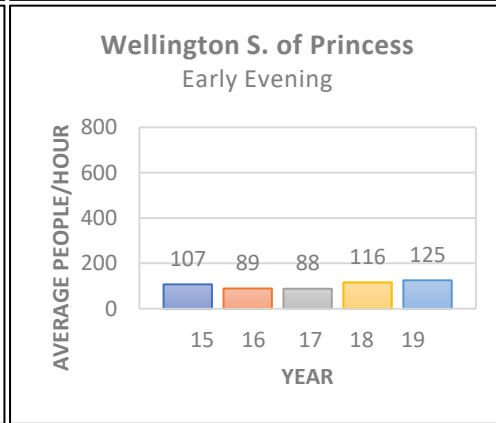 Wellington S. of Princess
Early Evening
AVERAGE PEOPLE/HOUR
800
600
400
200
0
107 89 88 116 125
15 16 17 18 19
YEAR